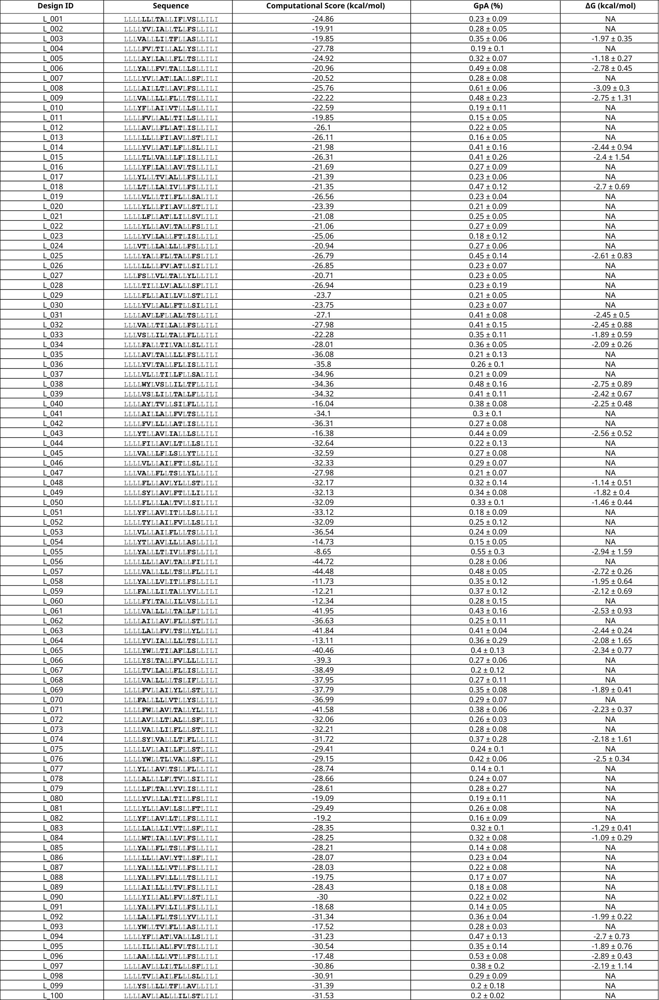 Design ID Sequence Computational Score (kcal/mol) GpA (%) ΔG (kcal/mol)
L_001 LLLLLLLTALLIFLVSLLILI -24.86 0.23 ± 0.09 NA
L_002 LLLLYVLIALLTLLFSLLILI -19.91 0.28 ± 0.05 NA
L_003 LLLVALLLILTFLLASLLILI -19.85 0.35 ± 0.06 -1.97 ± 0.35
L_004 LLLLFVLTILLALLYSLLILI -27.78 0.19 ± 0.1 NA
L_005 LLLLAYLLALLFLLTSLLILI -24.92 0.32 ± 0.07 -1.18 ± 0.27
L_006 LLLYALLFVLTALLLSLLILI -20.96 0.49 ± 0.08 -2.78 ± 0.45
L_007 LLLLYVLLATLLALLSFLILI -20.52 0.28 ± 0.08 NA
L_008 LLLLAILLTLLAVLFSLLILI -25.76 0.61 ± 0.06 -3.09 ± 0.3
L_009 LLLVALLLLLFLLLTSLLILI -22.22 0.48 ± 0.23 -2.75 ± 1.31
L_010 LLLYFLLAILVTLLLSLLILI -22.59 0.19 ± 0.11 NA
L_011 LLLLFVLLALLTILLSLLILI -19.85 0.15 ± 0.05 NA
L_012 LLLLAVLLFLLATLISLLILI -26.1 0.22 ± 0.05 NA
L_013 LLLLLLLLFILAVLLSTLILI -26.11 0.16 ± 0.05 NA
L_014 LLLLYVLLATLLFLLSLLILI -21.98 0.41 ± 0.16 -2.44 ± 0.94
L_015 LLLLTLLVALLLFLISLLILI -26.31 0.41 ± 0.26 -2.4 ± 1.54
L_016 LLLLYFLLALLAVLTSLLILI -21.69 0.27 ± 0.09 NA
L_017 LLLYLLLTVLALLLFSLLILI -21.39 0.23 ± 0.06 NA
L_018 LLLLTLLLALIVLLFSLLILI -21.35 0.47 ± 0.12 -2.7 ± 0.69
L_019 LLLLVLLLTILFLLLSALILI -26.56 0.23 ± 0.04 NA
L_020 LLLLYLLLFILAVLLSTLILI -23.39 0.21 ± 0.09 NA
L_021 LLLLLFLLATLLILLSVLILI -21.08 0.25 ± 0.05 NA
L_022 LLLLYLLLAVLTALLFSLILI -21.06 0.27 ± 0.09 NA
L_023 LLLLYVLLALLFTLISLLILI -25.06 0.18 ± 0.12 NA
L_024 LLLVTLLLALLLLLFSLLILI -20.94 0.27 ± 0.06 NA
L_025 LLLLYALLFLLTALLFSLILI -26.79 0.45 ± 0.14 -2.61 ± 0.83
L_026 LLLLLLLLFVLATLLSILILI -26.85 0.23 ± 0.07 NA
L_027 LLLFSLLVLLTALLYLLLILI -20.71 0.23 ± 0.05 NA
L_028 LLLLTILLLVLALLLSFLILI -26.94 0.23 ± 0.19 NA
L_029 LLLLFLLLAILLVLLSTLILI -23.7 0.21 ± 0.05 NA
L_030 LLLLYVLLALLFTLLSILILI -23.75 0.23 ± 0.07 NA
L_031 LLLLAVLLFLLALLTSLLILI -27.1 0.41 ± 0.08 -2.45 ± 0.5
L_032 LLLVALLTILLALLFSLLILI -27.98 0.41 ± 0.15 -2.45 ± 0.88
L_033 LLLVSLLILLTALLFLLLILI -22.28 0.35 ± 0.11 -1.89 ± 0.59
L_034 LLLLFALLTILVALLSLLILI -28.01 0.36 ± 0.05 -2.09 ± 0.26
L_035 LLLLAVLTALLLLLFSLLILI -36.08 0.21 ± 0.13 NA
L_036 LLLLYVLTALLFLLISLLILI -35.8 0.26 ± 0.1 NA
L_037 LLLLVLLLTILLFLLSALILI -34.96 0.21 ± 0.09 NA
L_038 LLLLWYLVSLLILLTFLLILI -34.36 0.48 ± 0.16 -2.75 ± 0.89
L_039 LLLLVSLLILLTALLFLLILI -34.32 0.41 ± 0.11 -2.42 ± 0.67
L_040 LLLLAYLTVLLSILFLLLILI -16.04 0.38 ± 0.08 -2.25 ± 0.48
L_041 LLLLAILLALLFVLTSLLILI -34.1 0.3 ± 0.1 NA
L_042 LLLLFVLLLLLATLISLLILI -36.31 0.27 ± 0.08 NA
L_043 LLLYTLLAVLIALLLSLLILI -16.38 0.44 ± 0.09 -2.56 ± 0.52
L_044 LLLLFILLAVLLTLLLSLILI -32.64 0.22 ± 0.13 NA
L_045 LLLVALLLFLLSLLYTLLILI -32.59 0.27 ± 0.08 NA
L_046 LLLLVLLLAILFTLLSLLILI -32.33 0.29 ± 0.07 NA
L_047 LLLVALLFLLTSLLYLLLILI -27.98 0.21 ± 0.07 NA
L_048 LLLLFLLLAVLYLLLSTLILI -32.17 0.32 ± 0.14 -1.14 ± 0.51
L_049 LLLLSYLLAVLFTLLLILILI -32.13 0.34 ± 0.08 -1.82 ± 0.4
L_050 LLLLFLLLLALTVLLSILILI -32.09 0.33 ± 0.1 -1.46 ± 0.44
L_051 LLLYFLLAVLITLLLSLLILI -33.12 0.18 ± 0.09 NA
L_052 LLLLTYLLAILFVLLLSLILI -32.09 0.25 ± 0.12 NA
L_053 LLLVLLLAILFLLLTSLLILI -36.54 0.24 ± 0.09 NA
L_054 LLLYTLLAVLLLLLASLLILI -14.73 0.15 ± 0.05 NA
L_055 LLLYALLLTLIVLLFSLLILI -8.65 0.55 ± 0.3 -2.94 ± 1.59
L_056 LLLLLLLLAVLTALLFILILI -44.72 0.28 ± 0.06 NA
L_057 LLLLVALLLLLTSLLFLLILI -44.48 0.48 ± 0.05 -2.72 ± 0.26
L_058 LLLYALLLVLITLLFSLLILI -11.73 0.35 ± 0.12 -1.95 ± 0.64
L_059 LLLFALLLILTALLYVLLILI -12.21 0.37 ± 0.12 -2.12 ± 0.69
L_060 LLLLFYLTALLILLVSLLILI -12.34 0.28 ± 0.15 NA
L_061 LLLLVALLLLLTALLFILILI -41.95 0.43 ± 0.16 -2.53 ± 0.93
L_062 LLLLAILLAVLFLLLSTLILI -36.63 0.25 ± 0.11 NA
L_063 LLLLLALLFVLTSLLYLLILI -41.84 0.41 ± 0.04 -2.44 ± 0.24
L_064 LLLLYVLIALLLLLTSLLILI -13.11 0.36 ± 0.29 -2.08 ± 1.65
L_065 LLLLYWLLTILAFLLSLLILI -40.46 0.4 ± 0.13 -2.34 ± 0.77
L_066 LLLLYSLTALLFVLLLLLILI -39.3 0.27 ± 0.06 NA
L_067 LLLLTVLLALLFLLISLLILI -38.49 0.2 ± 0.12 NA
L_068 LLLLVALLLLLTSLIFLLILI -37.95 0.27 ± 0.11 NA
L_069 LLLLFVLLAILYLLLSTLILI -37.79 0.35 ± 0.08 -1.89 ± 0.41
L_070 LLLFALLLLLVTLLYSLLILI -36.99 0.29 ± 0.07 NA
L_071 LLLLFWLLAVLTALLYLLILI -41.58 0.38 ± 0.06 -2.23 ± 0.37
L_072 LLLLAVLLLTLALLLSFLILI -32.06 0.26 ± 0.03 NA
L_073 LLLLVALLLILFLLLSTLILI -32.21 0.28 ± 0.08 NA
L_074 LLLLSYLVALLLTLFLLLILI -31.72 0.37 ± 0.28 -2.18 ± 1.61
L_075 LLLLLVLLAILLFLLSTLILI -29.41 0.24 ± 0.1 NA
L_076 LLLLYWLLTLLVALLSFLILI -29.15 0.42 ± 0.06 -2.5 ± 0.34
L_077 LLLYLLLAVLTSLLFLLLILI -28.74 0.14 ± 0.1 NA
L_078 LLLLALLLLFLTVLLSILILI -28.66 0.24 ± 0.07 NA
L_079 LLLLLFLTALLYVLISLLILI -28.61 0.28 ± 0.27 NA
L_080 LLLLYVLLLALTILLFSLILI -19.09 0.19 ± 0.11 NA
L_081 LLLLYLLLAVLLSLLFTLILI -29.49 0.26 ± 0.08 NA
L_082 LLLYFLLAVLLTLLFSLLILI -19.2 0.16 ± 0.09 NA
L_083 LLLLLALLLILVTLLSFLILI -28.35 0.32 ± 0.1 -1.29 ± 0.41
L_084 LLLLWTLIALLLVLFSLLILI -28.25 0.32 ± 0.08 -1.09 ± 0.29
L_085 LLLYALLFLLTSLLFSLLILI -28.21 0.14 ± 0.08 NA
L_086 LLLLLLLLAVLYTLLSFLILI -28.07 0.23 ± 0.04 NA
L_087 LLLYALLLLLVTLLFSLLILI -28.03 0.22 ± 0.08 NA
L_088 LLLYALLFVLLLLLTSLLILI -19.75 0.17 ± 0.07 NA
L_089 LLLLAILLLLLTVLFSLLILI -28.43 0.18 ± 0.08 NA
L_090 LLLLYILLALLFVLLSTLILI -30 0.22 ± 0.02 NA
L_091 LLLYALLFVLLILLFSLLILI -18.68 0.14 ± 0.05 NA
L_092 LLLLALLFLLTSLLYVLLILI -31.34 0.36 ± 0.04 -1.99 ± 0.22
L_093 LLLYWLLTVLFLLLASLLILI -17.52 0.28 ± 0.03 NA
L_094 LLLLYFLLATLVALLLSLILI -31.23 0.47 ± 0.13 -2.7 ± 0.73
L_095 LLLLILLLALLFVLTSLLILI -30.54 0.35 ± 0.14 -1.89 ± 0.76
L_096 LLLAALLLLLVTLLFSLLILI -17.48 0.53 ± 0.08 -2.89 ± 0.43
L_097 LLLLAVLLLILTLLLSFLILI -30.86 0.38 ± 0.2 -2.19 ± 1.14
L_098 LLLLTVLLAILFLLLSLLILI -30.91 0.29 ± 0.09 NA
L_099 LLLYSLLLLLTFLLAVLLILI -31.39 0.2 ± 0.18 NA
L_100 LLLLAVLLALLLILLSTLILI -31.53 0.2 ± 0.02 NA